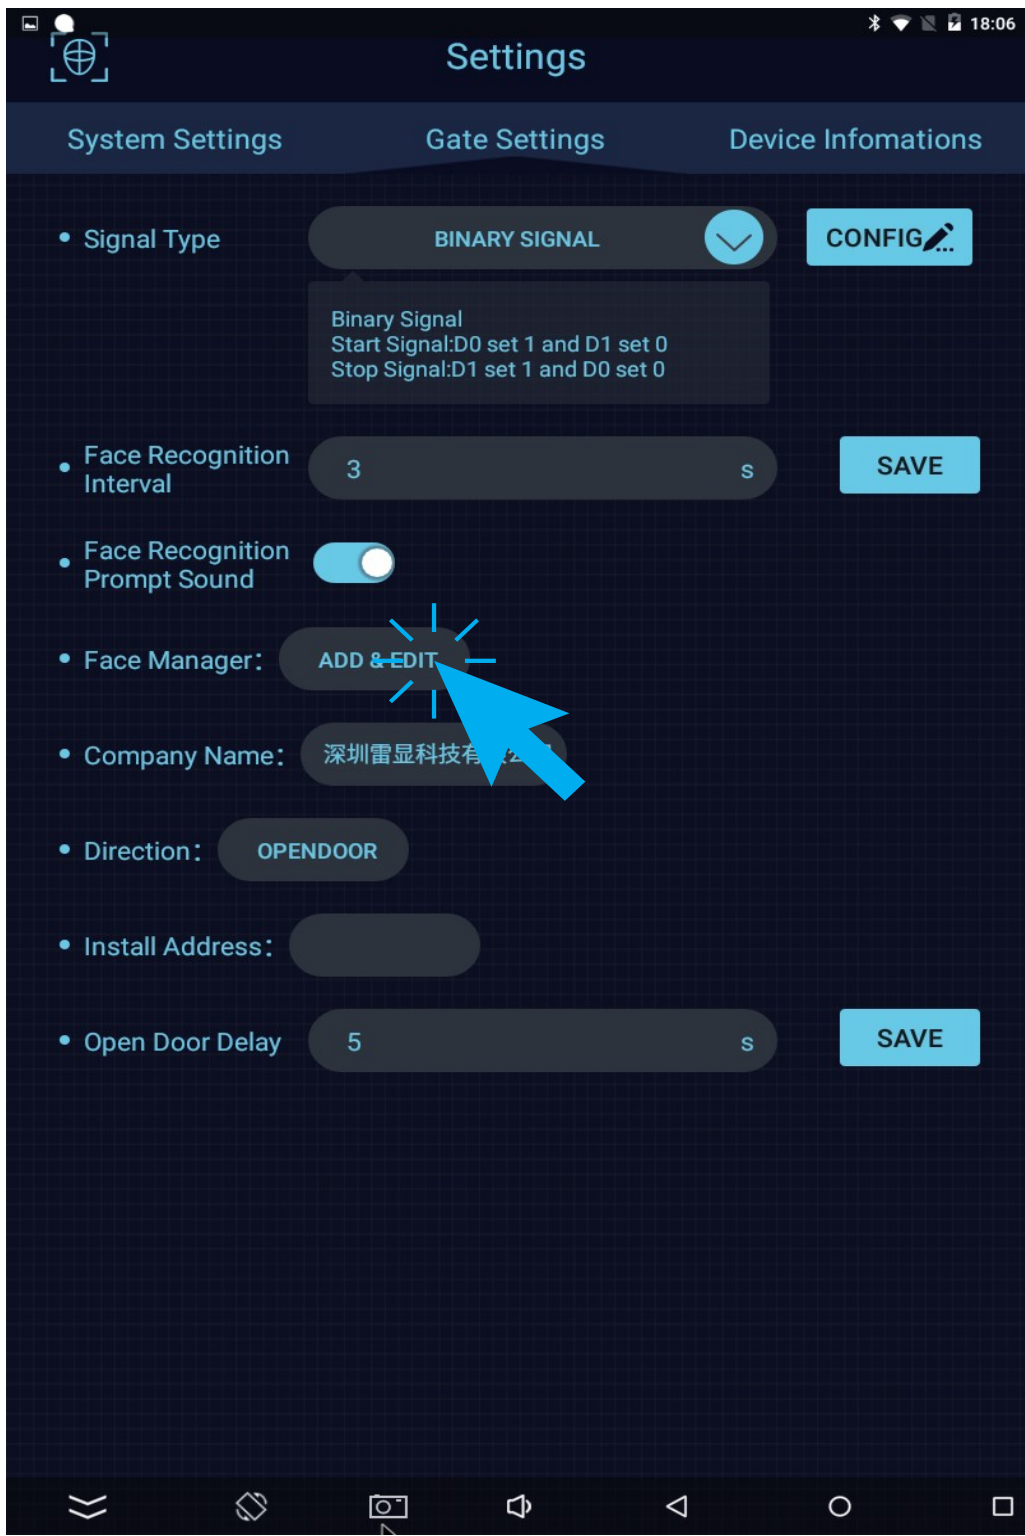 18:06
Settings
System Settings
Gate Settings
Device Infomations
Signal Type
BINARY SIGNAL
CONFIG
Binary Signal
Start Signal:D0 set 1 and D1 set 0
Stop Signal:D1 set 1 and D0 set 0
Face Recognition
Interval
3
s
SAVE
Face Recognition
Prompt Sound
Face Manager：
ADD & EDIT
Company Name：
深圳雷显科技有
Direction：
OPENDOOR
Install Address：
Open Door Delay
5
s
SAVE